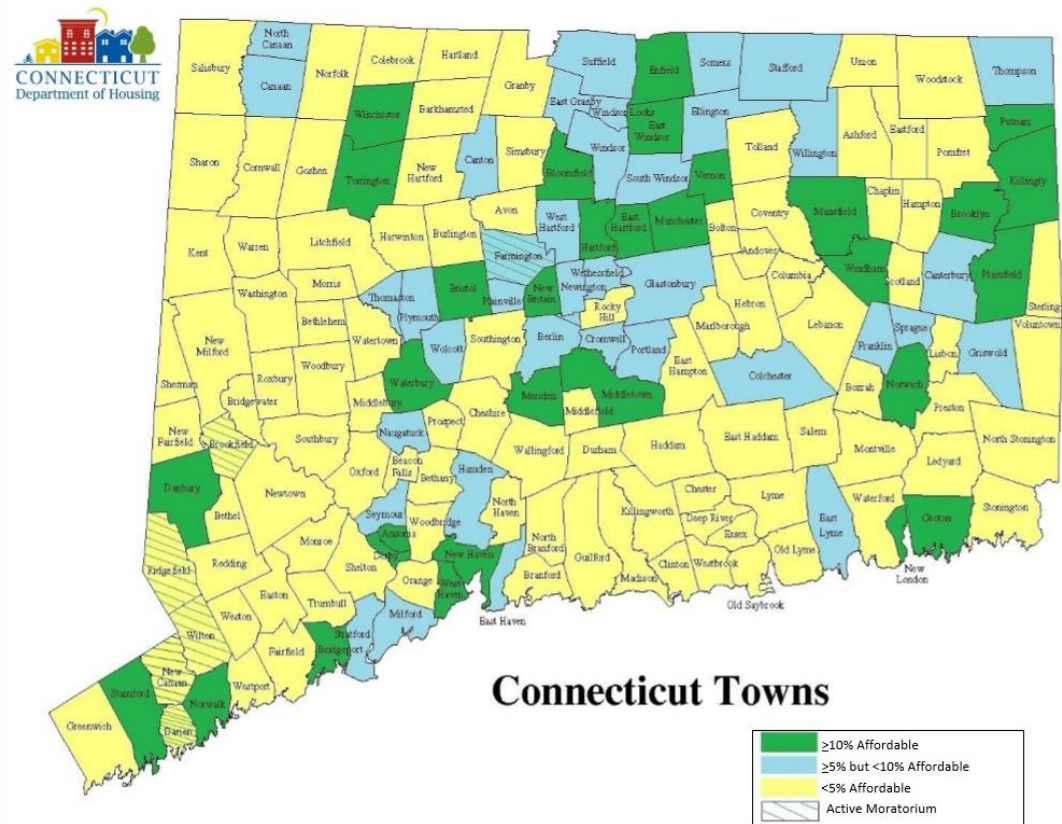 CONNECTICUT
Department of Housing
North
Canaan
Salisbury
Canaan
Norfolk
Colebrook
Hartland
Granby
Suffield
Enfield
Somers
Stafford
Union
Woodstock
Thompson
Winchester
Barkhamsted
East Granby
Windsor Locks
East
Windsor
Ellington
Putnam
Sharon
Cornwall
Goshen
Torrington
New
Hartford
Canton
Simsbury
Bloomfield
Windsor
South Windsor
Vernon
Tolland
Willington
Ashford
Eastford
Pomfret
Killingly
Kent
Warren
Litchfield
Harwinton
Burlington
Avon
West
Hartford
Hartford
East
Hartford
Manchester
Bolton
Coventry
Mansfield
Chaplin
Hampton
Brooklyn
Farmington
Andover
Columbia
Windham
Scotland
Canterbury
Plainfield
Sterling
Washington
Morris
Bethlehem
Thomaston
Plymouth
Bristol
Plainville
New
Britain
Wethersfield
Newington
Rocky
Hill
Glastonbury
Hebron
Marlborough
Lebanon
Franklin
Sprague
Lisbon
Griswold
Voluntown
New
Milford
Watertown
Wolcott
Southington
Berlin
Cromwell
Portland
East
Hampton
Colchester
Bozrah
Norwich
Preston
Sherman
Roxbury
Woodbury
Bridgewater
Middlebury
Waterbury
Meriden
Middletown
Middlefield
New
Fairfield
Brookfield
Southbury
Naugatuck
Prospect
Cheshire
Wallingford
Durham
Haddam
East Haddam
Salem
Montville
North Stonington
Ledyard
Danbury
Bethel
Newtown
Oxford
Beacon
Falls
Bethany
Hamden
North
Haven
Killingworth
Chester
Deep River
Essex
Lyme
East
Lyme
Waterford
Groton
Stonington
Seymour
Woodbridge
Ansonia
Derby
New Haven
North
Branford
Guilford
Madison
Clinton
Westbrook
Old Lyme
New
London
Old Saybrook
Ridgefield
Redding
Monroe
Shelton
Orange
West
Haven
Branford
East Haven
Wilton
Weston
Easton
Trumbull
Stratford
Milford
Fairfield
Bridgeport
Stamford
New
Canaan
Norwalk
Westport
Greenwich
Darien
Connecticut Towns
≥10% Affordable
≥5% but <10% Affordable
<5% Affordable
Active Moratorium